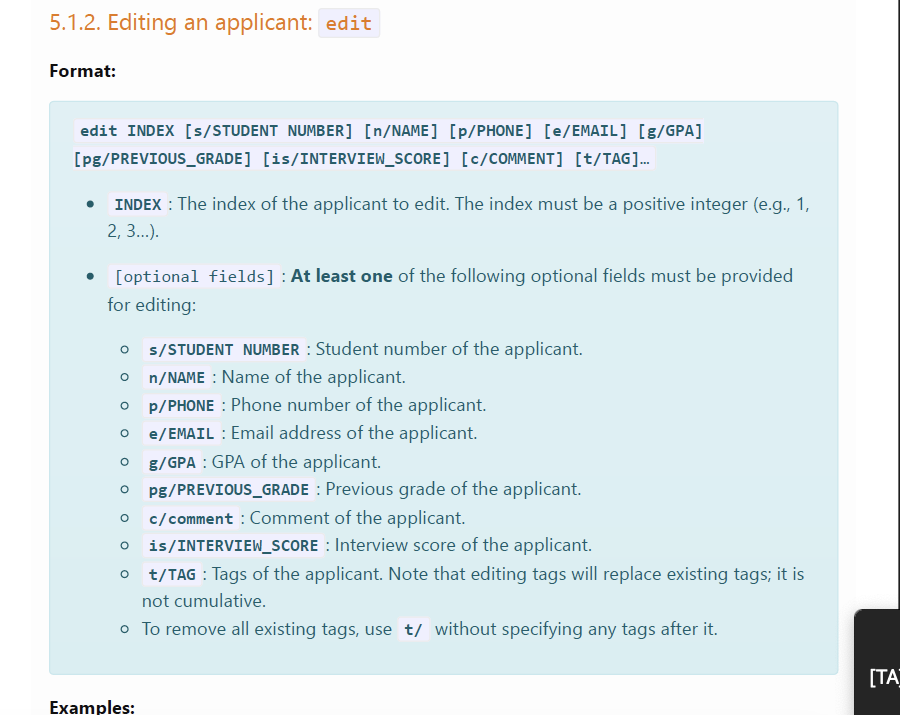 5.1.2. Editing an applicant: edit
Format:
edit INDEX [s/STUDENT NUMBER] [n/NAME] [p/PHONE] [e/EMAIL] [g/GPA]
[pg/PREVIOUS_GRADE] [is/INTERVIEW_SCORE] [c/COMMENT] [t/TAG]…
• INDEX : The index of the applicant to edit. The index must be a positive integer (e.g., 1,
2, 3…).
• [optional fields] : At least one of the following optional fields must be provided
for editing:
○ s/STUDENT NUMBER : Student number of the applicant.
○ n/NAME : Name of the applicant.
○ p/PHONE : Phone number of the applicant.
○ e/EMAIL : Email address of the applicant.
○ g/GPA : GPA of the applicant.
○ pg/PREVIOUS_GRADE : Previous grade of the applicant.
○ c/comment : Comment of the applicant.
○ is/INTERVIEW_SCORE : Interview score of the applicant.
○ t/TAG : Tags of the applicant. Note that editing tags will replace existing tags; it is
not cumulative.
○ To remove all existing tags, use t/ without specifying any tags after it.
[TA
Examples: